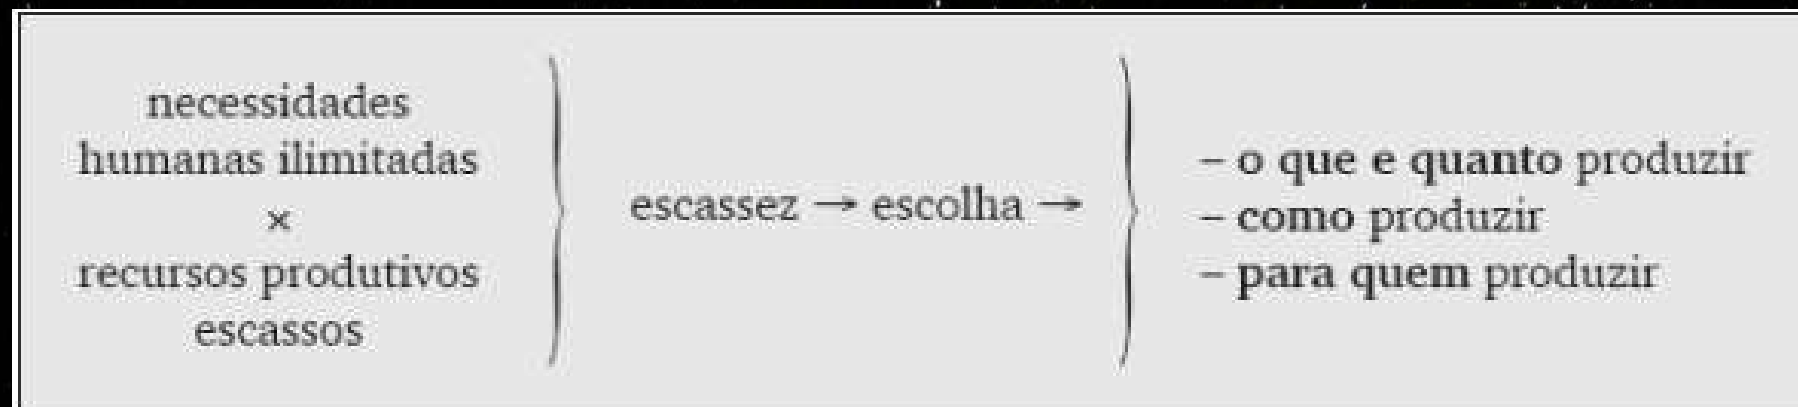 necessidades
humanas ilimitadas
×
recursos produtivos
escassos
escassez → escolha →
– o que e quanto produzir
– como produzir
– para quem produzir